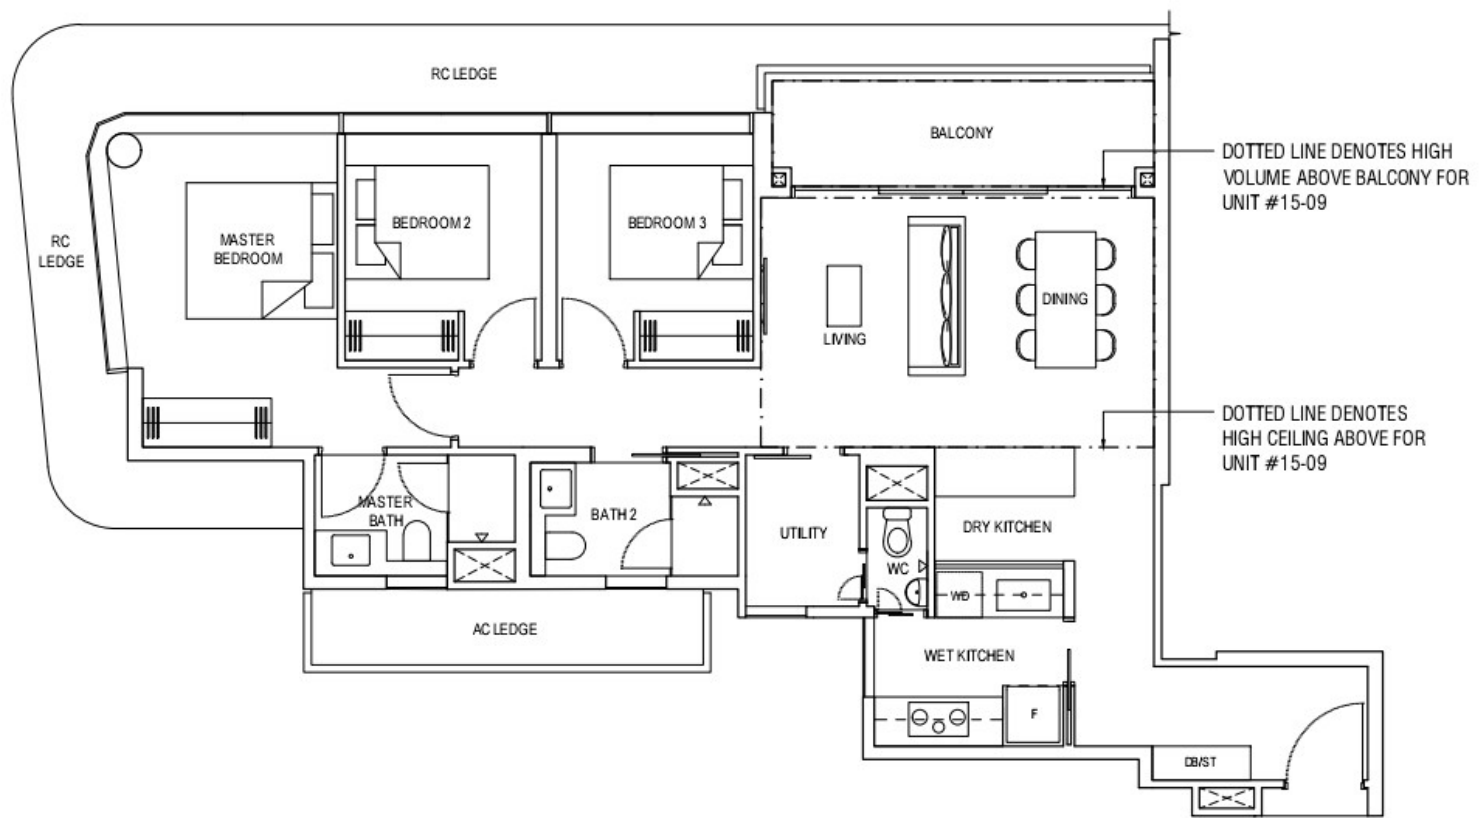 RC LEDGE
BALCONY
DOTTED LINE DENOTES HIGH
VOLUME ABOVE BALCONY FOR
UNIT #15-09
RC
LEDGE
MASTER
BEDROOM
BEDROOM 2
BEDROOM 3
LIVING
DINING
DOTTED LINE DENOTES
HIGH CEILING ABOVE FOR
UNIT #15-09
MASTER
BATH
BATH 2
UTILITY
DRY KITCHEN
WC
WD
AC LEDGE
WET KITCHEN
F
DB/ST